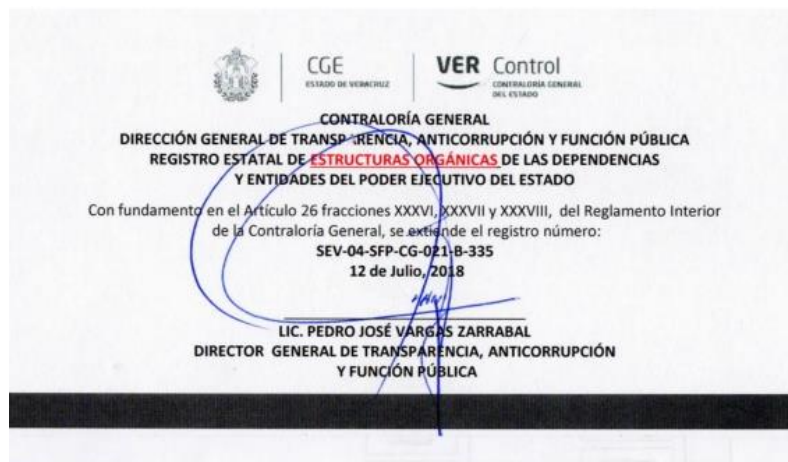 CGE
ESTADO DE VERACRUZ
VER Control
CONTRALORÍA GENERAL
DEL ESTADO
CONTRALORÍA GENERAL
DIRECCIÓN GENERAL DE TRANSPARENCIA, ANTICORRUPCIÓN Y FUNCIÓN PÚBLICA
REGISTRO ESTATAL DE ESTRUCTURAS ORGÁNICAS DE LAS DEPENDENCIAS
Y ENTIDADES DEL PODER EJECUTIVO DEL ESTADO
Con fundamento en el Artículo 26 fracciones XXXVI, XXXVII y XXXVIII, del Reglamento Interior
de la Contraloría General, se extiende el registro número:
SEV-04-SFP-CG-021-B-335
12 de Julio, 2018
LIC. PEDRO JOSÉ VARGAS ZARRABAL
DIRECTOR GENERAL DE TRANSPARENCIA, ANTICORRUPCIÓN
Y FUNCIÓN PÚBLICA